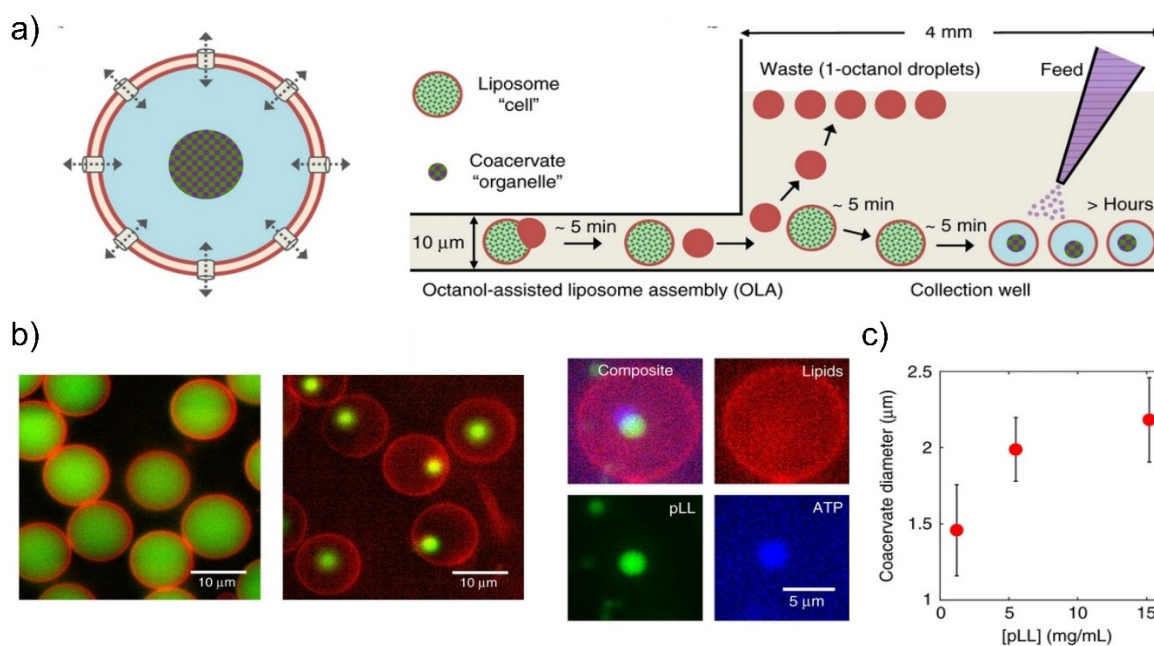 a)
4 mm
Waste (1-octanol droplets)
Feed
Liposome
"cell"
Coacervate
"organelle"
~ 5 min
> Hours
10 μm
~ 5 min
~ 5 min
Octanol-assisted liposome assembly (OLA)
Collection well
b)
10 μm
10 μm
Composite
Lipids
pLL
ATP
5 μm
c)
Coacervate diameter (μm)
2.5
2
1.5
1
0
5
10
15
[pLL] (mg/mL)